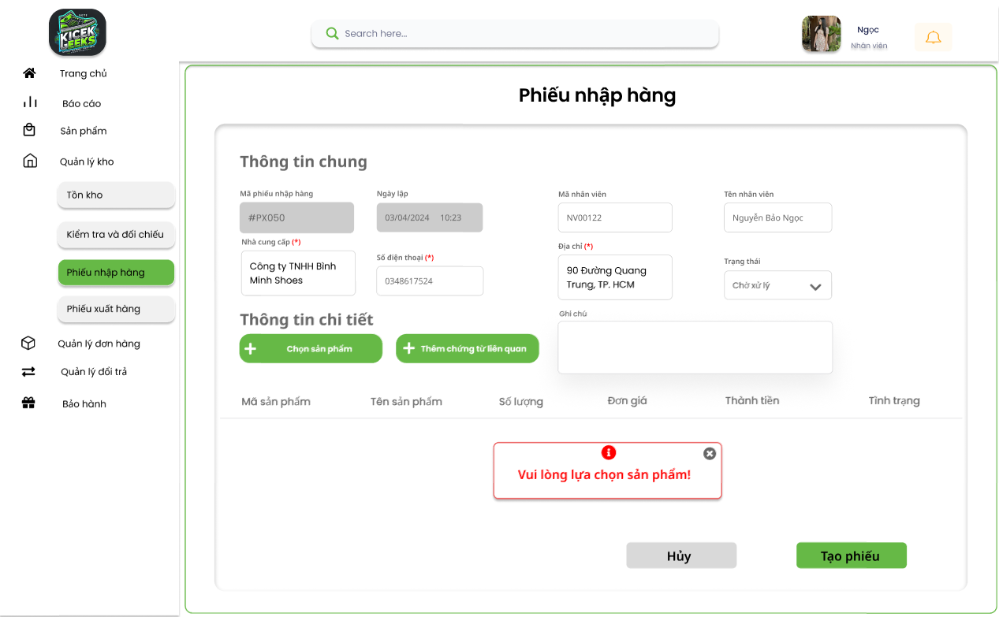 KICEK
GEEKS
Search here...
Ngọc
Nhân viên
Trang chủ
Báo cáo
Sản phẩm
Quản lý kho
Tồn kho
Kiểm tra và đối chiếu
Phiếu nhập hàng
Phiếu xuất hàng
Quản lý đơn hàng
Quản lý đổi trả
Bảo hành
Phiếu nhập hàng
Thông tin chung
Mã phiếu nhập hàng
#PX050
Ngày lập
03/04/2024 10:23
Mã nhân viên
NV00122
Tên nhân viên
Nguyễn Bảo Ngọc
Nhà cung cấp (*)
Công ty TNHH Bình
Minh Shoes
Số điện thoại (*)
0348617524
Địa chỉ (*)
90 Đường Quang
Trung, TP. HCM
Trạng thái
Chờ xử lý
Ghi chú
Thông tin chi tiết
Chọn sản phẩm
Thêm chứng từ liên quan
Mã sản phẩm Tên sản phẩm Số lượng Đơn giá Thành tiền Tình trạng
Vui lòng lựa chọn sản phẩm!
Hủy
Tạo phiếu